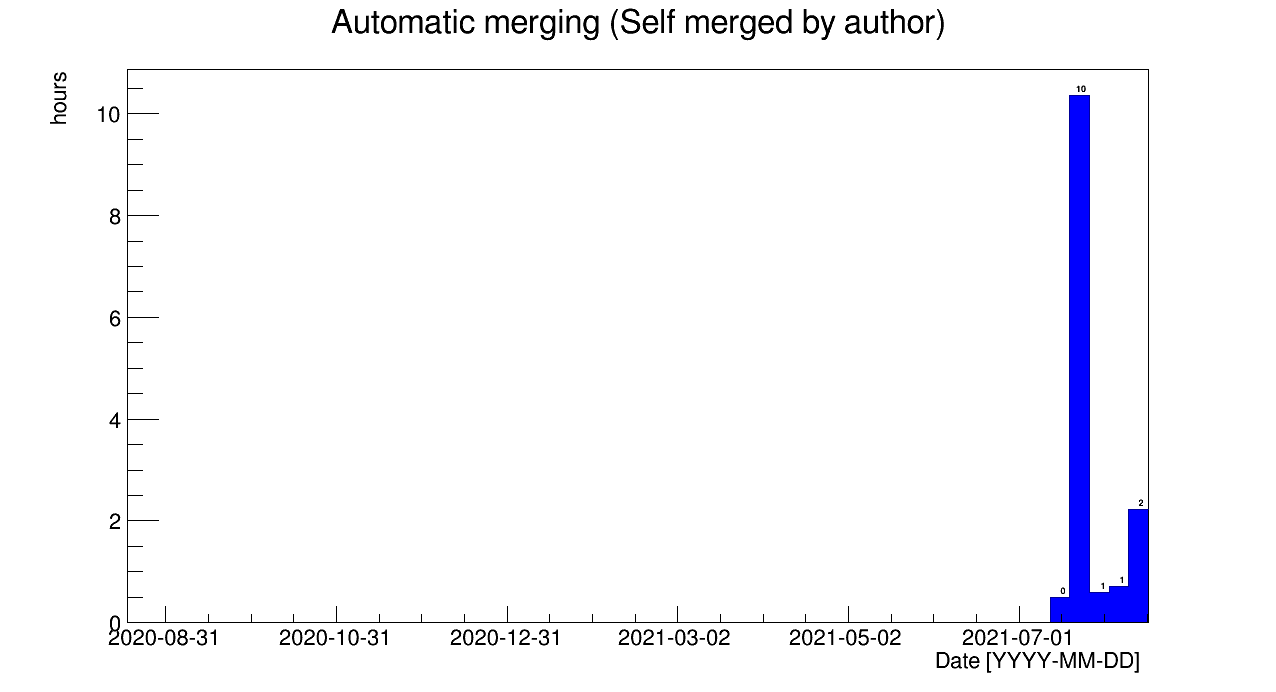 Automatic merging (Self merged by author)
hours
10
8
6
4
2
0
10
0
1
1
2
2020-08-31 2020-10-31 2020-12-31 2021-03-02 2021-05-02 2021-07-01
Date [YYYY-MM-DD]